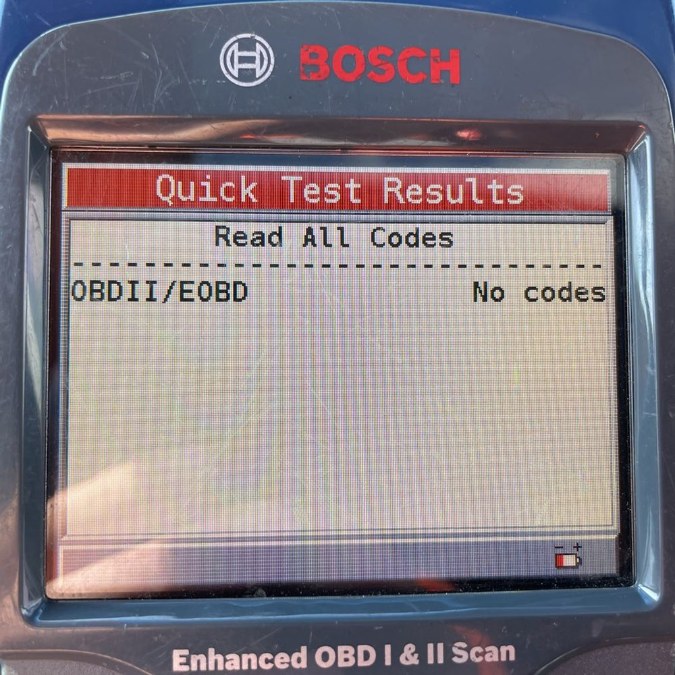 BOSCH
Quick Test Results
Read All Codes
-------------------------------
OBDII/EOBD No codes
- +
Enhanced OBD I & II Scan